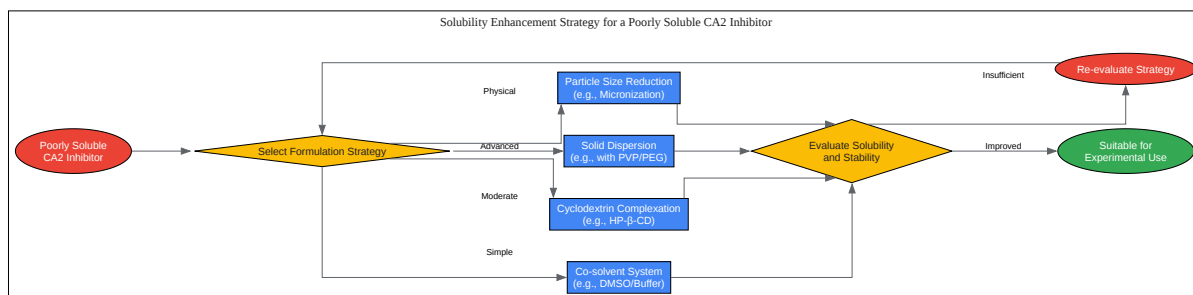 Solubility Enhancement Strategy for a Poorly Soluble CA2 Inhibitor
Poorly Soluble
CA2 Inhibitor
Select Formulation Strategy
Physical
Advanced
Moderate
Simple
Particle Size Reduction
(e.g., Micronization)
Solid Dispersion
(e.g., with PVP/PEG)
Cyclodextrin Complexation
(e.g., HP-β-CD)
Co-solvent System
(e.g., DMSO/Buffer)
Evaluate Solubility
and Stability
Insufficient
Improved
Re-evaluate Strategy
Suitable for
Experimental Use